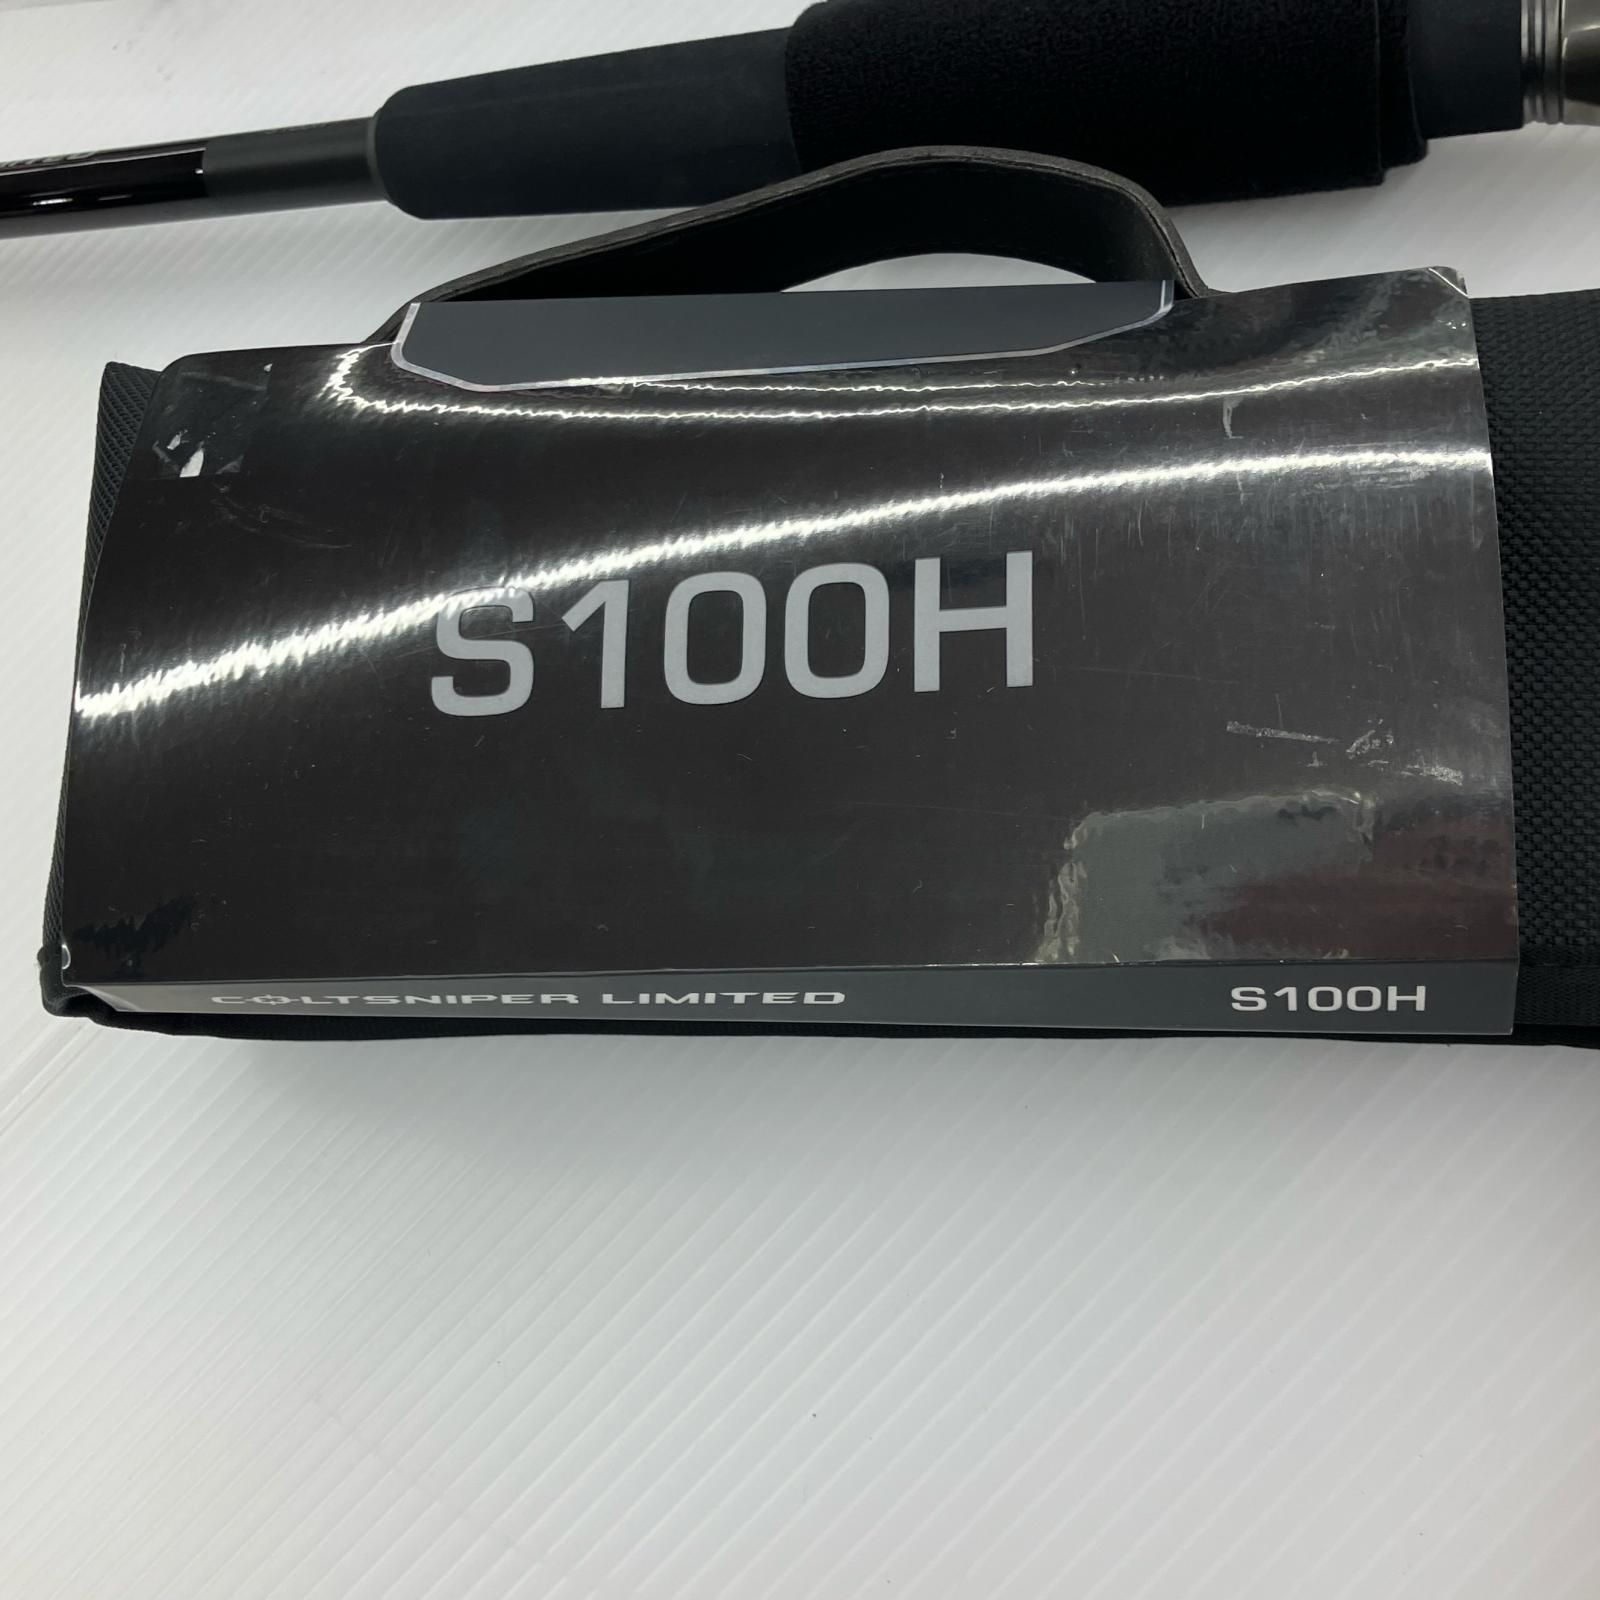 S100H
COLTSNIPER LIMITED S100H